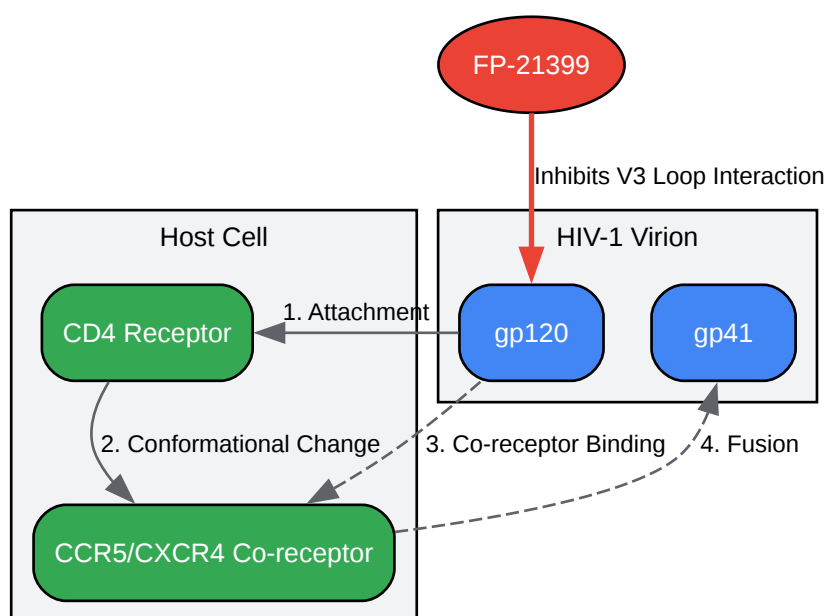 FP-21399
Inhibits V3 Loop Interaction
Host Cell
HIV-1 Virion
CD4 Receptor
1. Attachment
gp120
gp41
2. Conformational Change
3. Co-receptor Binding
4. Fusion
CCR5/CXCR4 Co-receptor